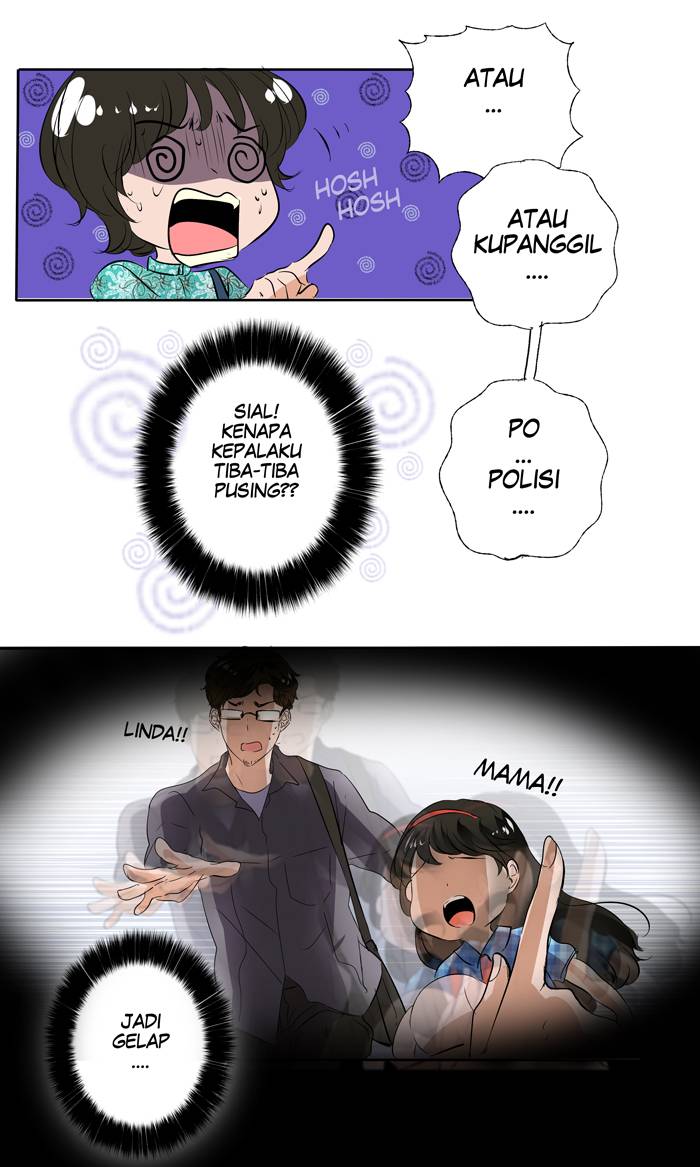 ATAU
...
HOSH
HOSH
ATAU
KUPANGGIL
....
PO
...
POLISI
....
SIAL!
KENAPA
KEPALAKU
TIBA-TIBA
PUSING??
LINDA!!
MAMA!!
JADI
GELAP
....